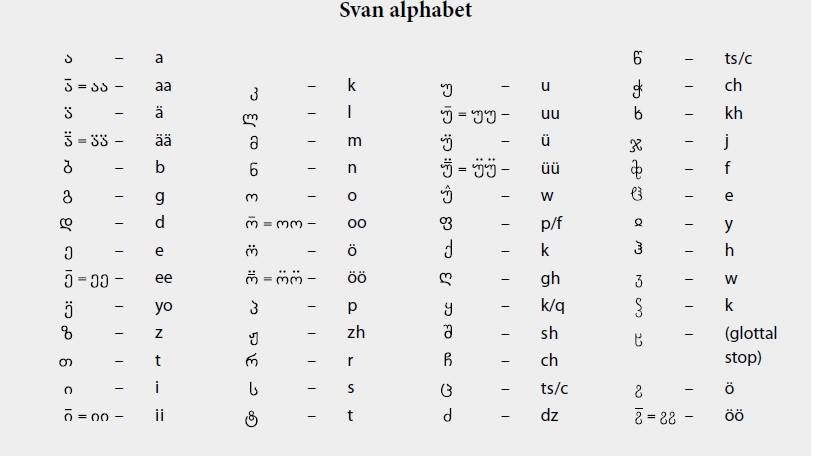 Svan alphabet
ა – a
ა̄ = აა – aa
ა̈ – ä
ა̈̄ = ა̈ა̈ – ää
ბ – b
გ – g
დ – d
ე – e
ე̄ = ეე – ee
ე̈ – yo
ზ – z
თ – t
ი – i
ი̄ = იი – ii
კ – k
ლ – l
მ – m
ნ – n
ო – o
ო̄ = ოო – oo
ო̈ – ö
ო̈̄ = ო̈ო̈ – öö
პ – p
ჟ – zh
რ – r
ს – s
ტ – t
უ – u
უ̄ = უუ – uu
უ̈ – ü
უ̈̄ = უ̈უ̈ – üü
უ̂ – w
ფ – p/f
ქ – k
ღ – gh
ყ – k/q
შ – sh
ჩ – ch
ც – ts/c
ძ – dz
წ – ts/c
ჭ – ch
ხ – kh
ჯ – j
ჶ – f
ჱ – e
ჲ – y
ჰ – h
ჳ – w
ჴ – k
ჸ – (glottal
stop)
ჷ – ö
ჷ̄ = ჷჷ – öö